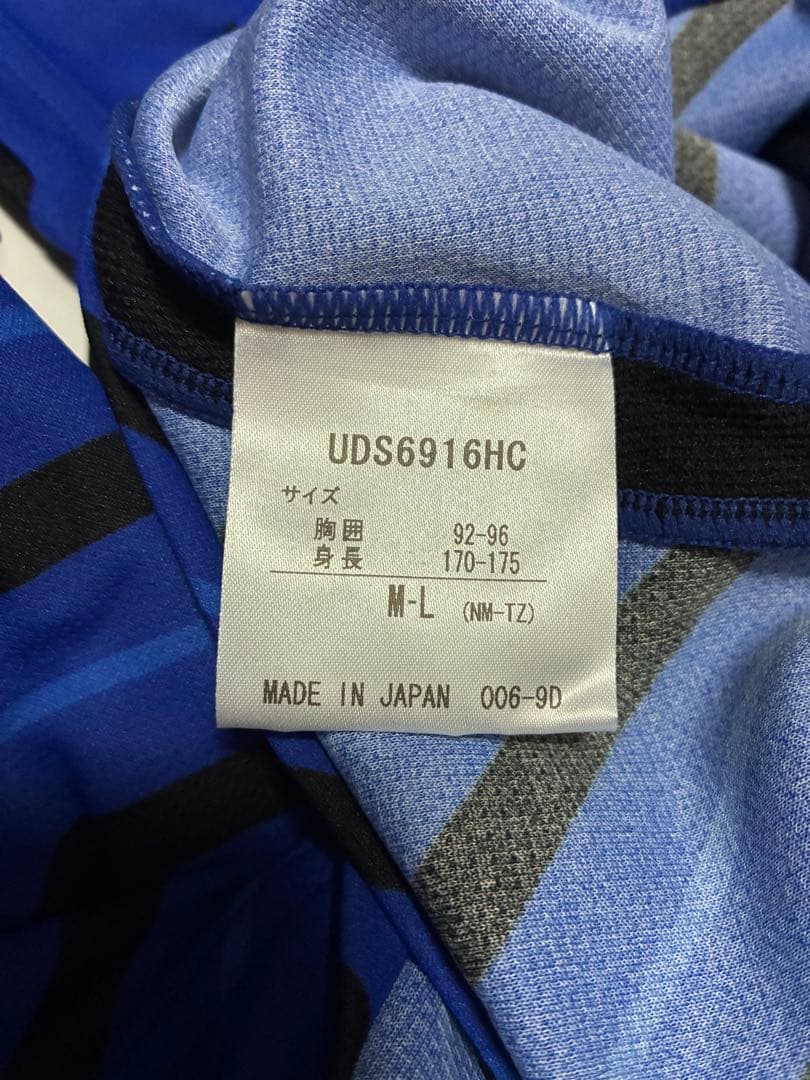 UDS6916HC
サイズ
胸囲 92-96
身長 170-175
M-L (NM-TZ)
MADE IN JAPAN 006-9D